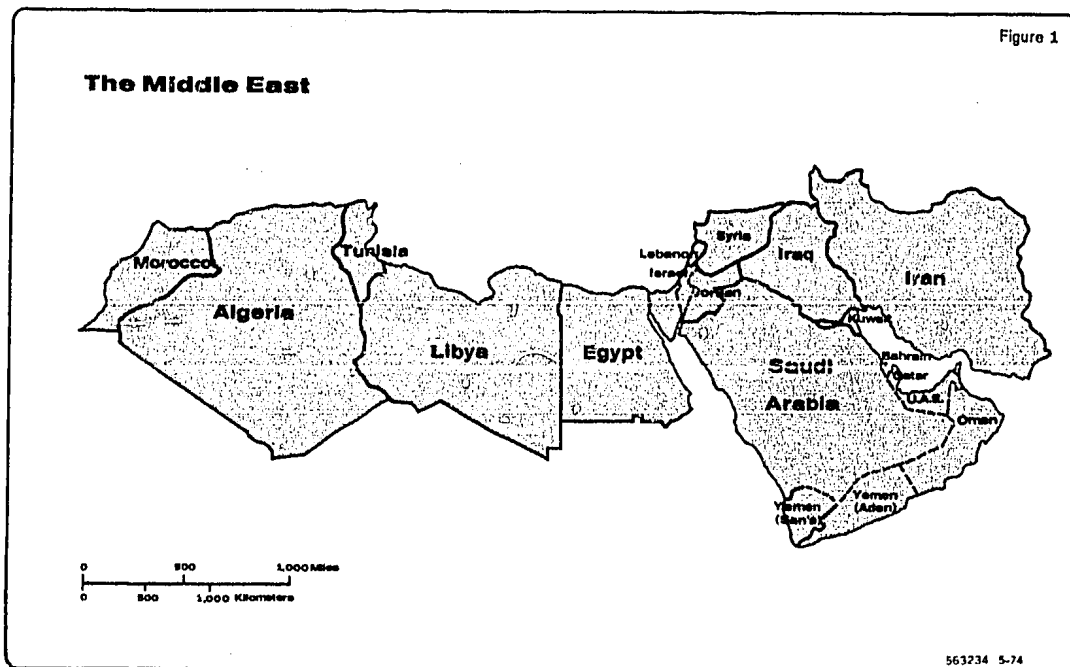 Figure 1
The Middle East
Morocco
Algeria
Tunisia
Libya
Egypt
Lebanon
Israel
Syria
Jordan
Iraq
Iran
Kuwait
Saudi
Arabia
Bahrain
Qatar
U.A.E.
Oman
Yemen
(San'a)
Yemen
(Aden)
0 500 1,000 Miles
0 500 1,000 Kilometers
563234 5-74